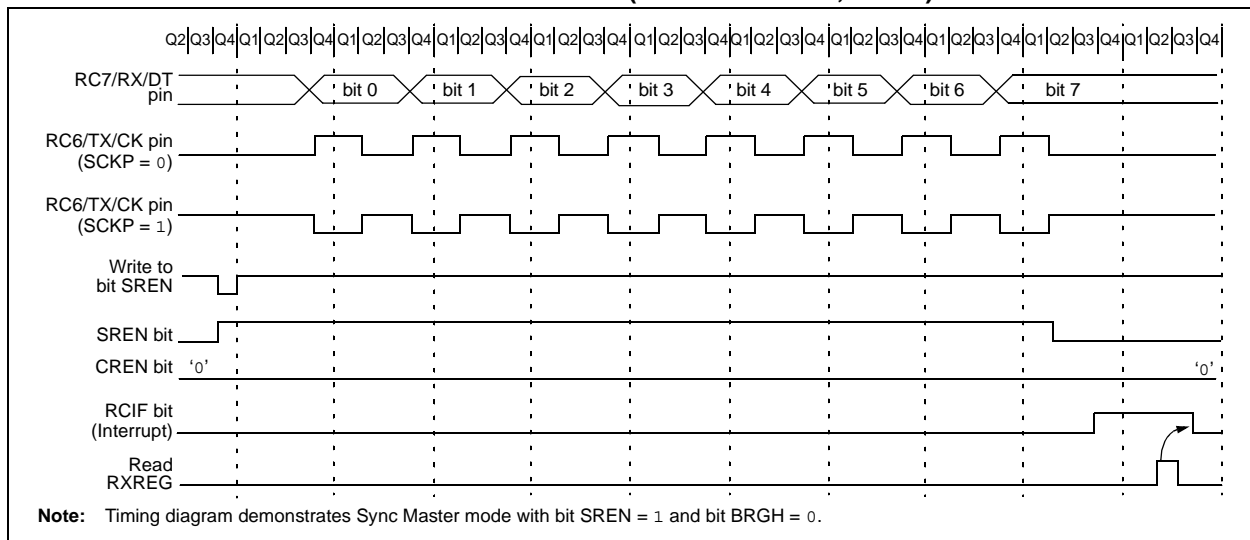 Q2 Q3 Q4 Q1 Q2 Q3 Q4 Q1 Q2 Q3 Q4 Q1 Q2 Q3 Q4 Q1 Q2 Q3 Q4 Q1 Q2 Q3 Q4 Q1 Q2 Q3 Q4 Q1 Q2 Q3 Q4 Q1 Q2 Q3 Q4 Q1 Q2 Q3 Q4 Q1 Q2 Q3 Q4
RC7/RX/DT
pin
bit 0 bit 1 bit 2 bit 3 bit 4 bit 5 bit 6 bit 7
RC6/TX/CK pin
(SCKP = 0)
RC6/TX/CK pin
(SCKP = 1)
Write to
bit SREN
SREN bit
CREN bit ‘0’ ‘0’
RCIF bit
(Interrupt)
Read
RXREG
Note: Timing diagram demonstrates Sync Master mode with bit SREN = 1 and bit BRGH = 0.